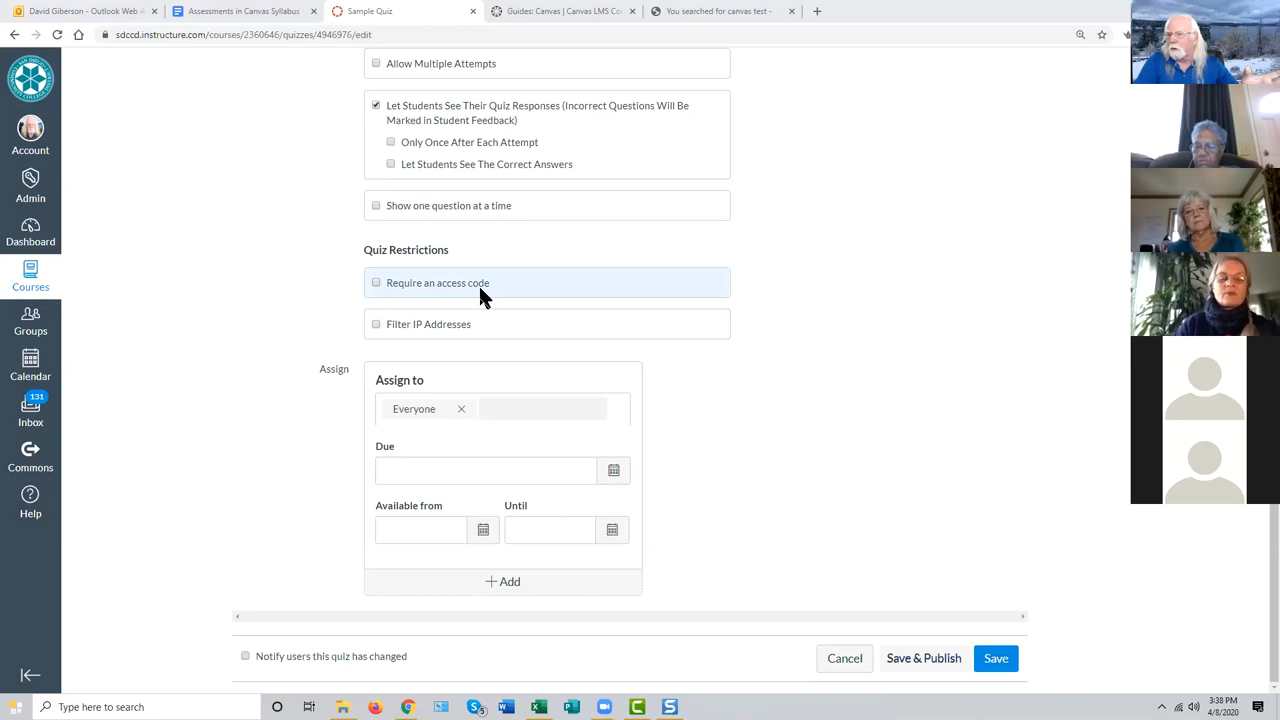 David Giberson - Outlook Web A
Assessments in Canvas Syllabus
Sample Quiz
Guides: Canvas | Canvas LMS Co
You searched for canvas test -
sdccd.instructure.com/courses/2360646/quizzes/4946976/edit
Account
Admin
Dashboard
Courses
Groups
Calendar
131
Inbox
Commons
Help
Allow Multiple Attempts
Let Students See Their Quiz Responses (Incorrect Questions Will Be
Marked in Student Feedback)
Only Once After Each Attempt
Let Students See The Correct Answers
Show one question at a time
Quiz Restrictions
Require an access code
Filter IP Addresses
Assign
Assign to
Everyone
Due
Available from
Until
Add
Notify users this quiz has changed
Cancel
Save & Publish
Save
Type here to search
5
3:38 PM
4/8/2020